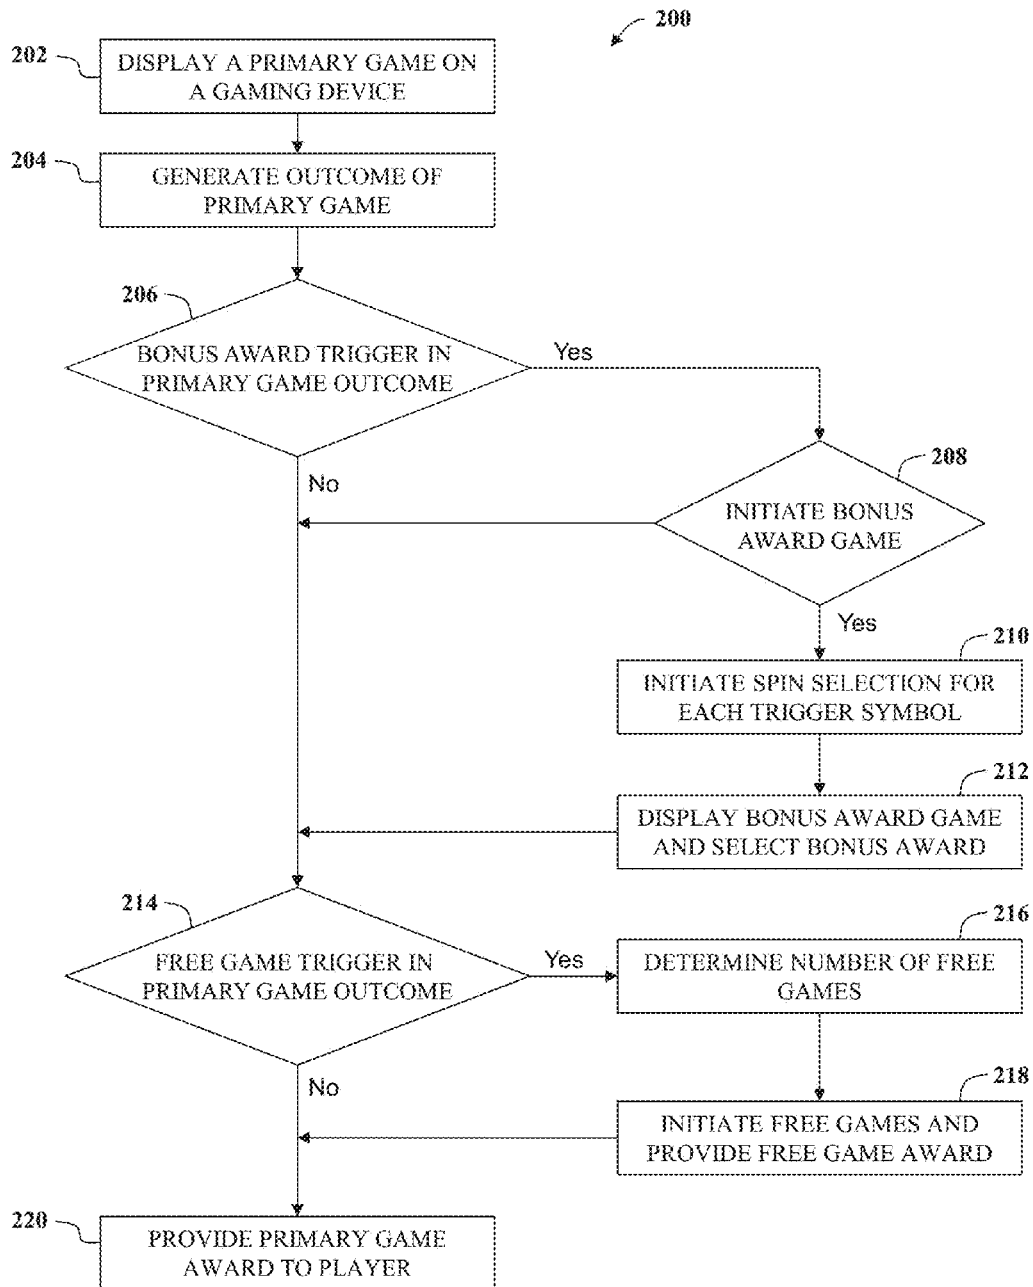 200
202
DISPLAY A PRIMARY GAME ON
A GAMING DEVICE
204
GENERATE OUTCOME OF
PRIMARY GAME
206
BONUS AWARD TRIGGER IN
PRIMARY GAME OUTCOME
Yes
No
208
INITIATE BONUS
AWARD GAME
Yes
210
INITIATE SPIN SELECTION FOR
EACH TRIGGER SYMBOL
212
DISPLAY BONUS AWARD GAME
AND SELECT BONUS AWARD
214
FREE GAME TRIGGER IN
PRIMARY GAME OUTCOME
Yes
No
216
DETERMINE NUMBER OF FREE
GAMES
218
INITIATE FREE GAMES AND
PROVIDE FREE GAME AWARD
220
PROVIDE PRIMARY GAME
AWARD TO PLAYER